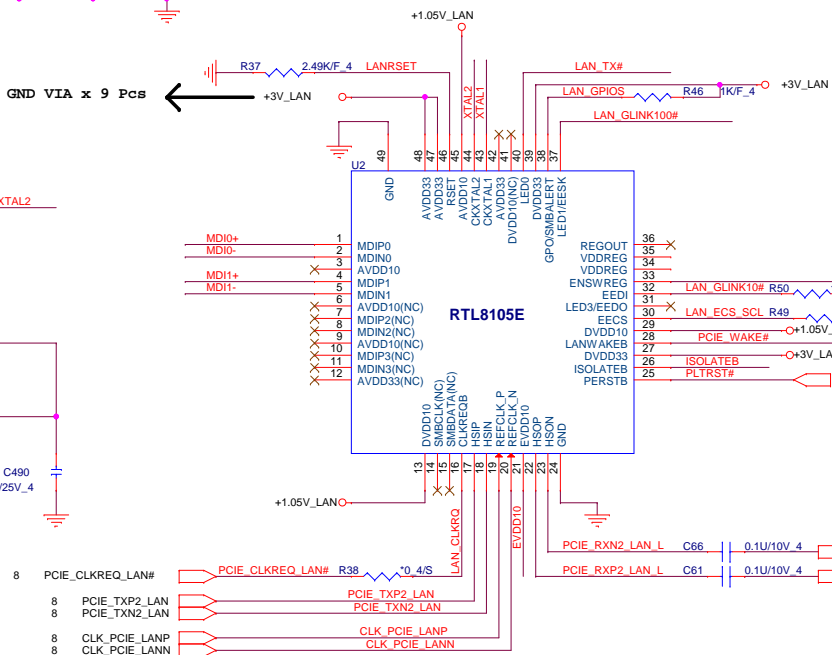 +1.05V_LAN
R37 2.49K/F_4 LANRSET
LAN_TX#
GND VIA x 9 Pcs
+3V_LAN
XTAL2
XTAL1
LAN_GPIOS R46 1K/F_4
+3V_LAN
LAN_GLINK100#
49 48 47 46 45 44 43 42 41 40 39 38 37
U2
GND
AVDD33
AVDD33
RSET
AVDD10
CKXTAL2
CKXTAL1
AVDD33
DVDD10(NC)
LED0
DVDD33
GPO/SMBALERT
LED1/EESK
XTAL2
MDI0+ 1 MDIP0
MDI0- 2 MDIN0
3 AVDD10
MDI1+ 4 MDIP1
MDI1- 5 MDIN1
6 AVDD10(NC)
7 MDIP2(NC)
8 MDIN2(NC)
9 AVDD10(NC)
10 MDIP3(NC)
11 MDIN3(NC)
12 AVDD33(NC)
RTL8105E
REGOUT 36
VDDREG 35
VDDREG 34
ENSWREG 33
EEDI 32 LAN_GLINK10# R50
LED3/EEDO 31
EECS 30 LAN_ECS_SCL R49
DVDD10 29 +1.05V_
LANWAKEB 28 PCIE_WAKE#
DVDD33 27 +3V_LA
ISOLATEB 26 ISOLATEB
PERSTB 25 PLTRST#
DVDD10
SMBCLK(NC)
SMBDATA(NC)
CLKREQB
HSIP
HSIN
REFCLK_P
REFCLK_N
EVDD10
HSOP
HSON
GND
13 14 15 16 17 18 19 20 21 22 23 24
C490
/25V_4
+1.05V_LAN
LAN_CLKRQ
EVDD10
PCIE_RXN2_LAN_L C66 0.1U/10V_4
PCIE_RXP2_LAN_L C61 0.1U/10V_4
8 PCIE_CLKREQ_LAN# PCIE_CLKREQ_LAN# R38 *0_4/S
8 PCIE_TXP2_LAN PCIE_TXP2_LAN
8 PCIE_TXN2_LAN PCIE_TXN2_LAN
8 CLK_PCIE_LANP CLK_PCIE_LANP
8 CLK_PCIE_LANN CLK_PCIE_LANN